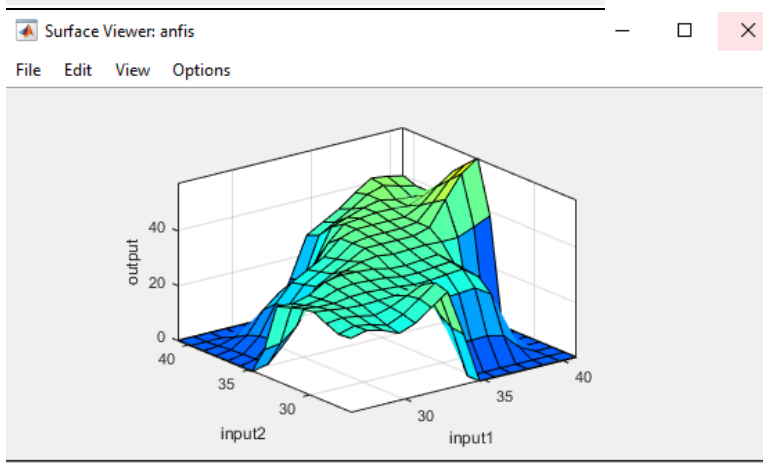 Surface Viewer: anfis
File Edit View Options
40
20
0
output
40
35
30
input2
30
35
40
input1